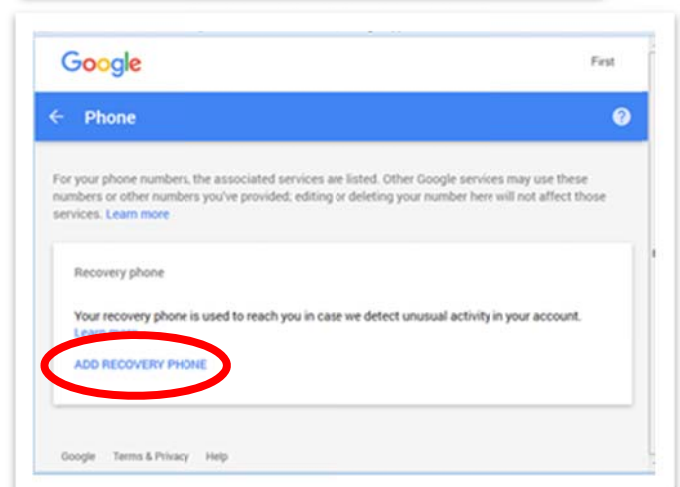 Google First
← Phone ?
For your phone numbers, the associated services are listed. Other Google services may use these
numbers or other numbers you've provided; editing or deleting your number here will not affect those
services. Learn more
Recovery phone
Your recovery phone is used to reach you in case we detect unusual activity in your account.
Learn more
ADD RECOVERY PHONE
Google Terms & Privacy Help